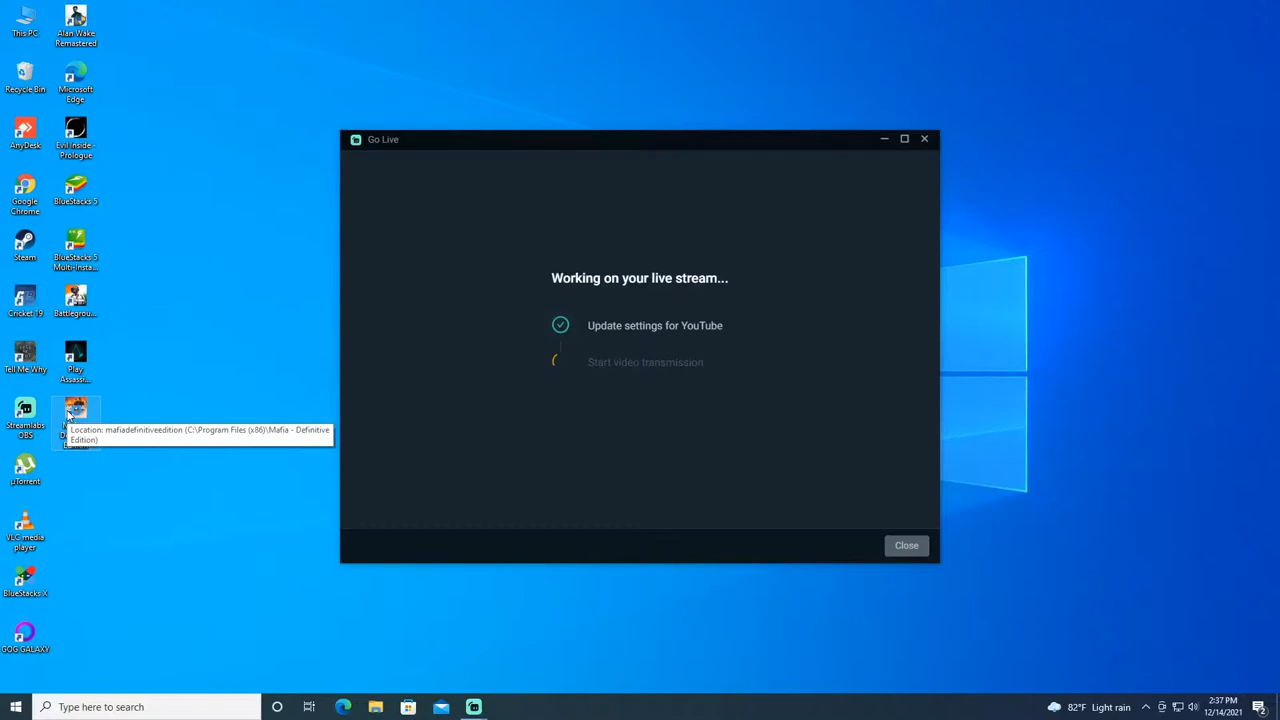 This PC
Alan Wake
Remastered
Recycle Bin
Microsoft
Edge
AnyDesk
Evil Inside -
Prologue
Google
Chrome
BlueStacks 5
Steam
BlueStacks 5
Multi-Insta...
Cricket 19
Battlegrou...
Tell Me Why
Play
Assassi...
Streamlabs
OBS
Location: mafiadefinitiveedition (C:\Program Files (x86)\Mafia - Definitive
Edition)
µTorrent
VLC media
player
BlueStacks X
GOG GALAXY
Go Live
Working on your live stream...
Update settings for YouTube
Start video transmission
Close
Type here to search
82°F Light rain
2:37 PM
12/14/2021
2